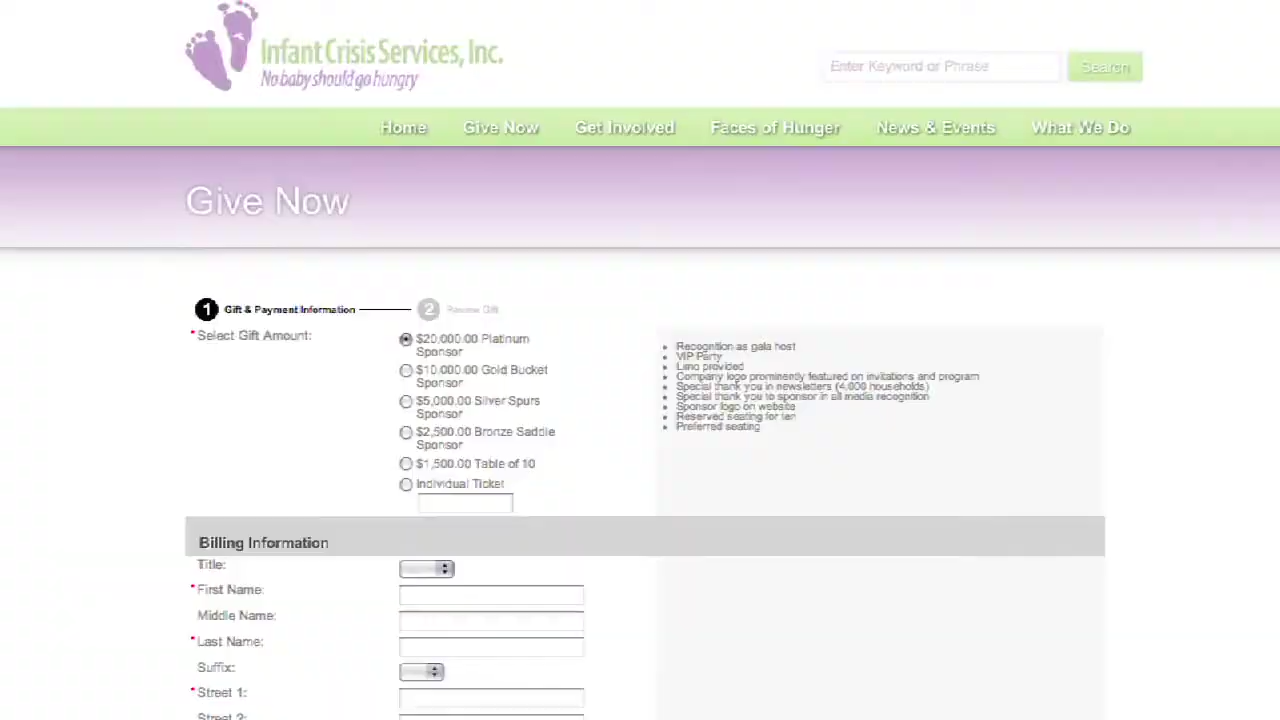 Infant Crisis Services, Inc.
No baby should go hungry
Enter Keyword or Phrase
Search
Home Give Now Get Involved Faces of Hunger News & Events What We Do
Give Now
1 Gift & Payment Information 2 Review Gift
*Select Gift Amount:
$20,000.00 Platinum
Sponsor
$10,000.00 Gold Bucket
Sponsor
$5,000.00 Silver Spurs
Sponsor
$2,500.00 Bronze Saddle
Sponsor
$1,500.00 Table of 10
Individual Ticket
• Recognition as gala host
• VIP Party
• Limo provided
• Company logo prominently featured on invitations and program
• Special thank you in newsletters (4,000 households)
• Special thank you to sponsor in all media recognition
• Sponsor logo on website
• Reserved seating for ten
• Preferred seating
Billing Information
Title:
*First Name:
Middle Name:
*Last Name:
Suffix:
*Street 1:
Street 2: